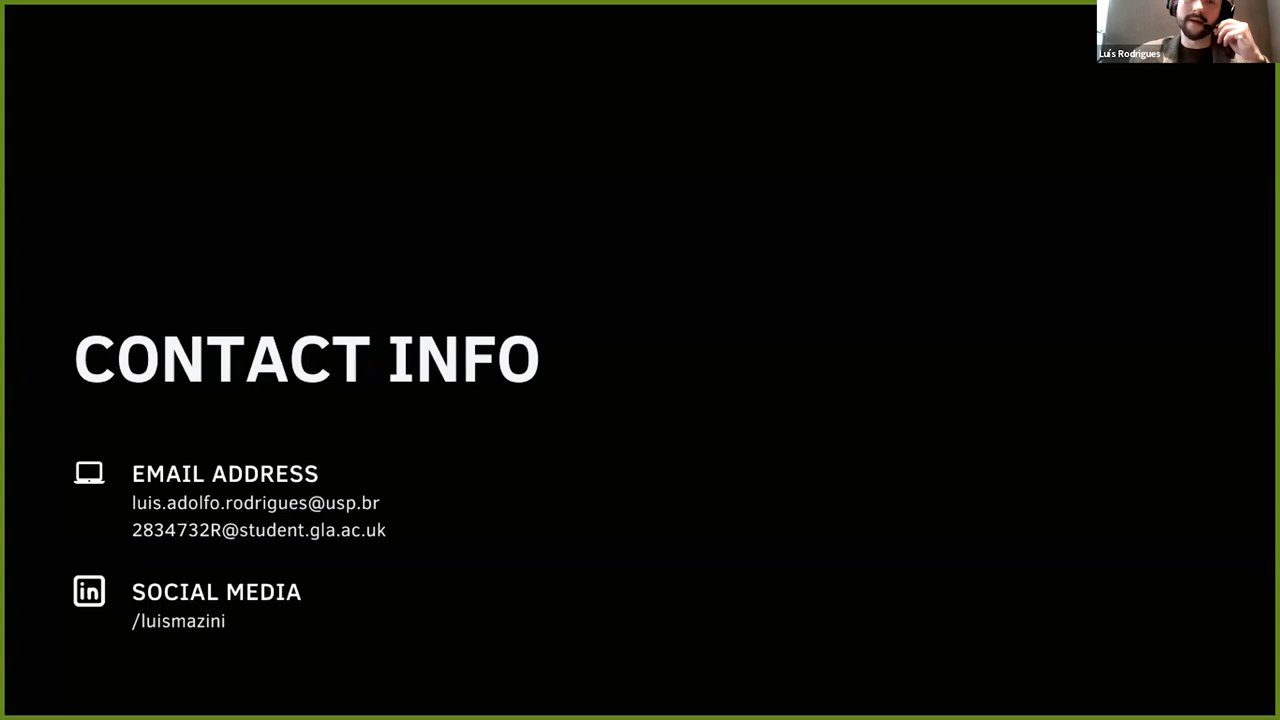 Luís Rodrigues
CONTACT INFO
EMAIL ADDRESS
luis.adolfo.rodrigues@usp.br
2834732R@student.gla.ac.uk
in
SOCIAL MEDIA
/luismazini